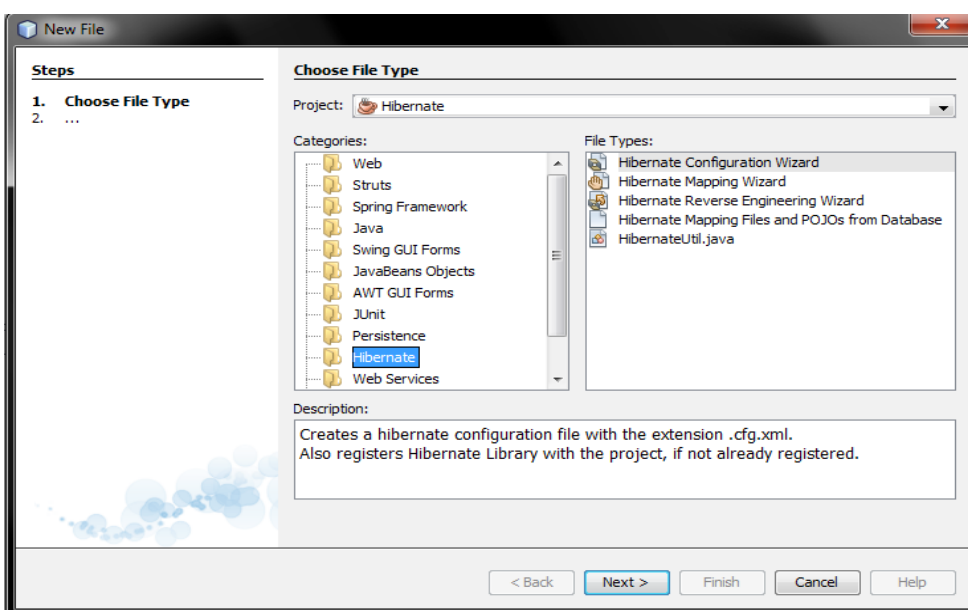 New File
Steps
1. Choose File Type
2. ...
Choose File Type
Project: Hibernate
Categories:
Web
Struts
Spring Framework
Java
Swing GUI Forms
JavaBeans Objects
AWT GUI Forms
JUnit
Persistence
Hibernate
Web Services
File Types:
Hibernate Configuration Wizard
Hibernate Mapping Wizard
Hibernate Reverse Engineering Wizard
Hibernate Mapping Files and POJOs from Database
HibernateUtil.java
Description:
Creates a hibernate configuration file with the extension .cfg.xml.
Also registers Hibernate Library with the project, if not already registered.
< Back Next > Finish Cancel Help